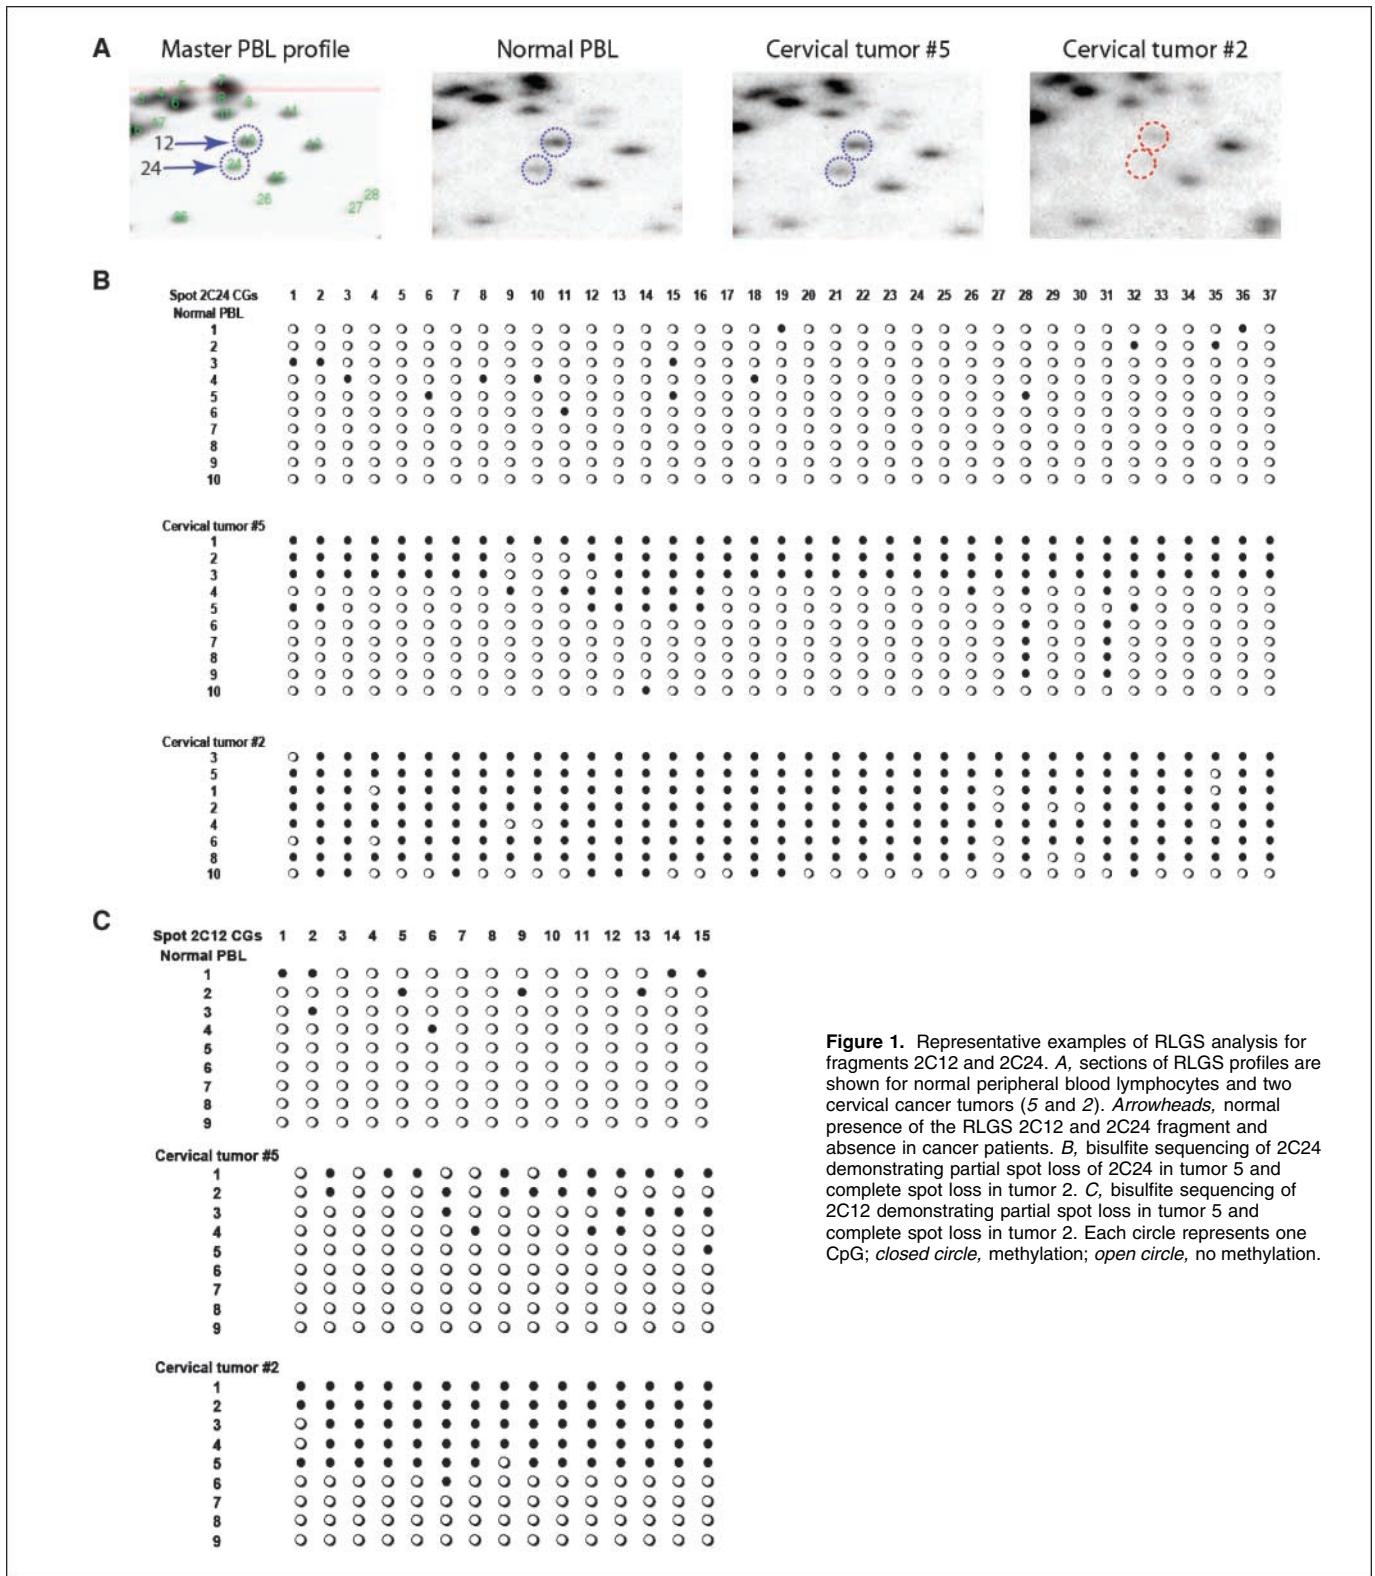 A
Master PBL profile
Normal PBL
Cervical tumor #5
Cervical tumor #2
12
24
26
27
28
B
Spot 2C24 CGs 1 2 3 4 5 6 7 8 9 10 11 12 13 14 15 16 17 18 19 20 21 22 23 24 25 26 27 28 29 30 31 32 33 34 35 36 37
Normal PBL
1
2
3
4
5
6
7
8
9
10
Cervical tumor #5
1
2
3
4
5
6
7
8
9
10
Cervical tumor #2
3
5
1
2
4
6
8
10
C
Spot 2C12 CGs 1 2 3 4 5 6 7 8 9 10 11 12 13 14 15
Normal PBL
1
2
3
4
5
6
7
8
9
Cervical tumor #5
1
2
3
4
5
6
7
8
9
Cervical tumor #2
1
2
3
4
5
6
7
8
9
Figure 1. Representative examples of RLGS analysis for
fragments 2C12 and 2C24. A, sections of RLGS profiles are
shown for normal peripheral blood lymphocytes and two
cervical cancer tumors (5 and 2). Arrowheads, normal
presence of the RLGS 2C12 and 2C24 fragment and
absence in cancer patients. B, bisulfite sequencing of 2C24
demonstrating partial spot loss of 2C24 in tumor 5 and
complete spot loss in tumor 2. C, bisulfite sequencing of
2C12 demonstrating partial spot loss in tumor 5 and
complete spot loss in tumor 2. Each circle represents one
CpG; closed circle, methylation; open circle, no methylation.